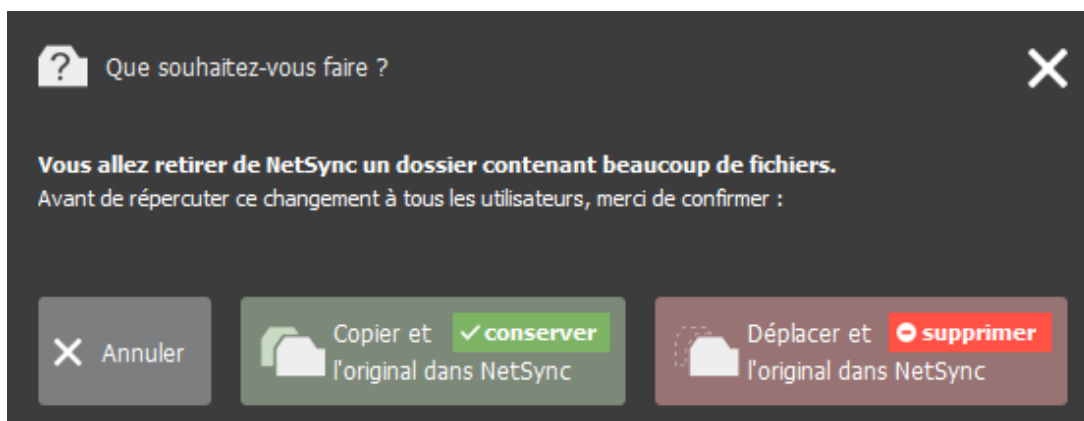 Que souhaitez-vous faire ?
Vous allez retirer de NetSync un dossier contenant beaucoup de fichiers.
Avant de répercuter ce changement à tous les utilisateurs, merci de confirmer :
Annuler
Copier et conserver
l'original dans NetSync
Déplacer et supprimer
l'original dans NetSync